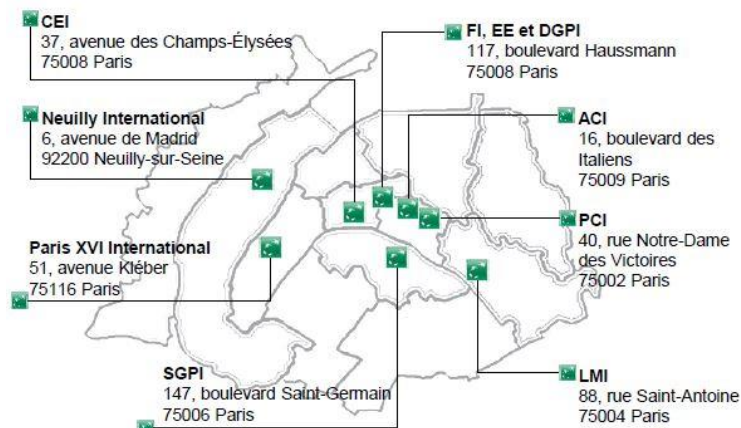 CEI
37, avenue des Champs-Élysées
75008 Paris
FI, EE et DGPI
117, boulevard Haussmann
75008 Paris
Neuilly International
6, avenue de Madrid
92200 Neuilly-sur-Seine
ACI
16, boulevard des
Italiens
75009 Paris
Paris XVI International
51, avenue Kléber
75116 Paris
PCI
40, rue Notre-Dame
des Victoires
75002 Paris
SGPI
147, boulevard Saint-Germain
75006 Paris
LMI
88, rue Saint-Antoine
75004 Paris